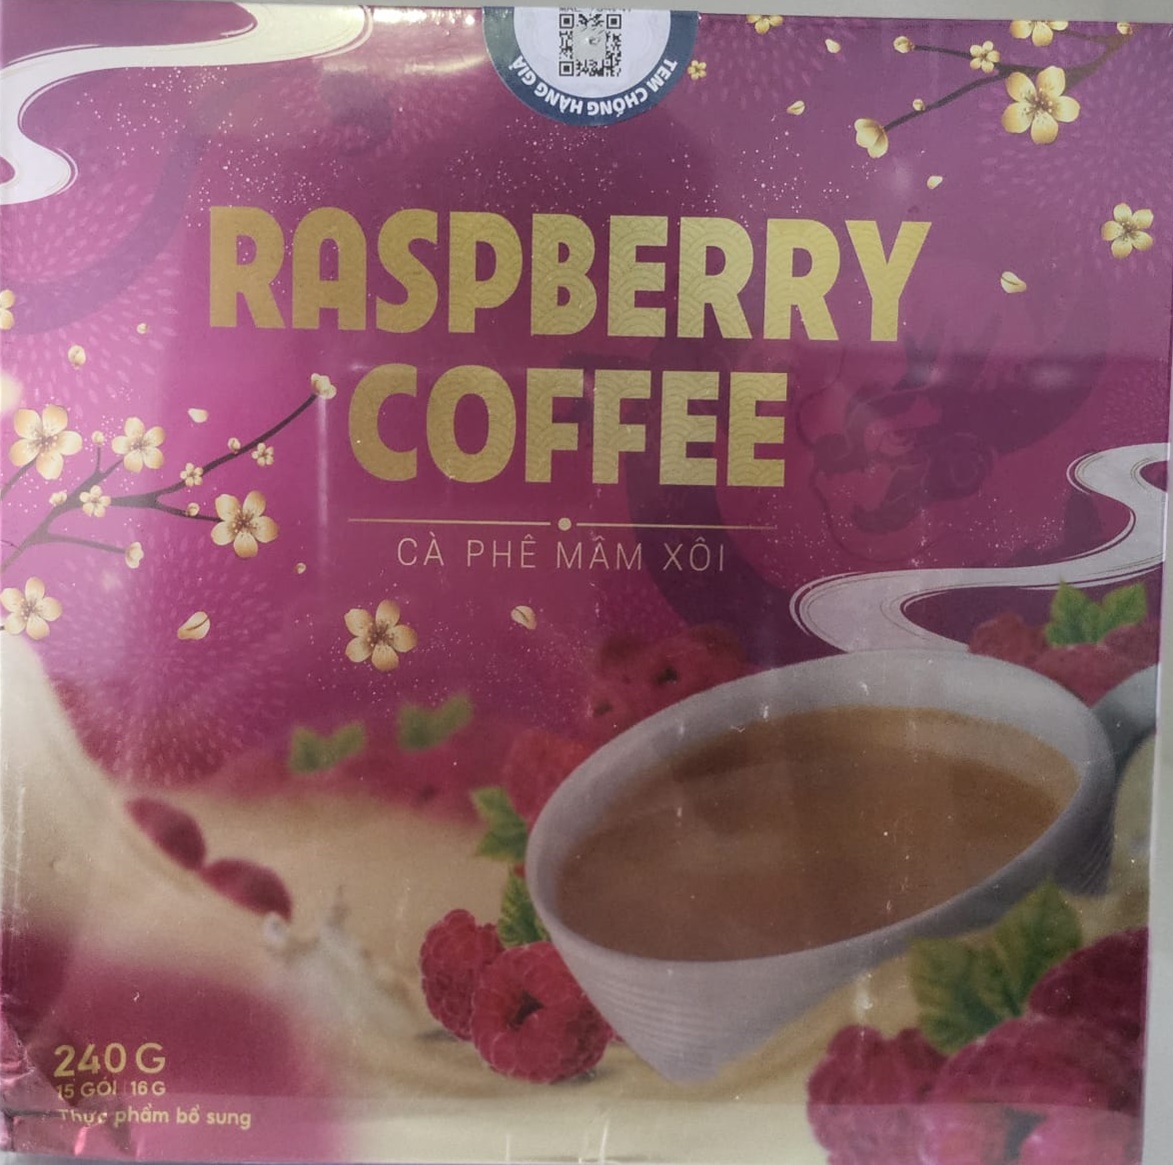 TEM CHỐNG HÀNG GIẢ
RASPBERRY
COFFEE
CÀ PHÊ MÂM XÔI
240 G
15 GÓI | 16 G
Thực phẩm bổ sung